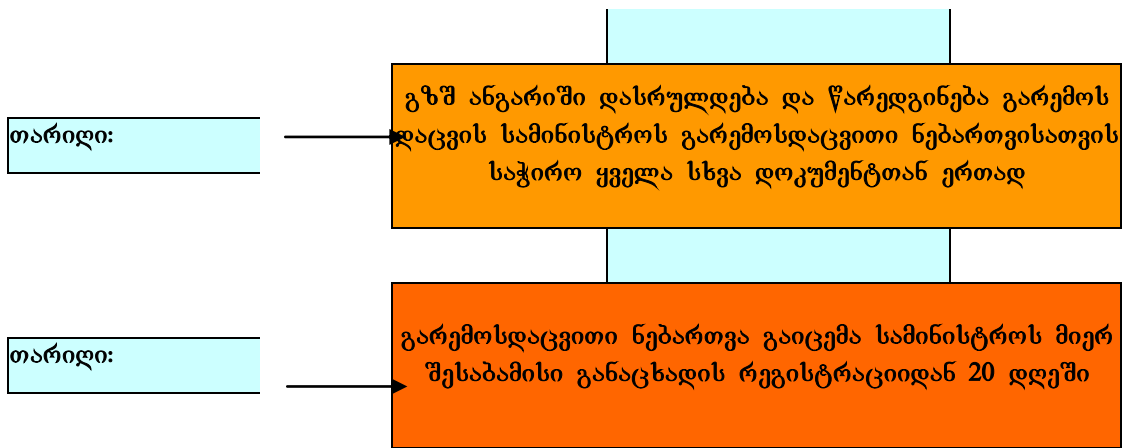 გზშ ანგარიში დასრულდება და წარედგინება გარემოს
თარიღი:
დაცვის სამინისტროს გარემოსდაცვითი ნებართვისათვის
საჭირო ყველა სხვა დოკუმენტთან ერთად
გარემოსდაცვითი ნებართვა გაიცემა სამინისტროს მიერ
თარიღი:
შესაბამისი განაცხადის რეგისტრაციიდან 20 დღეში